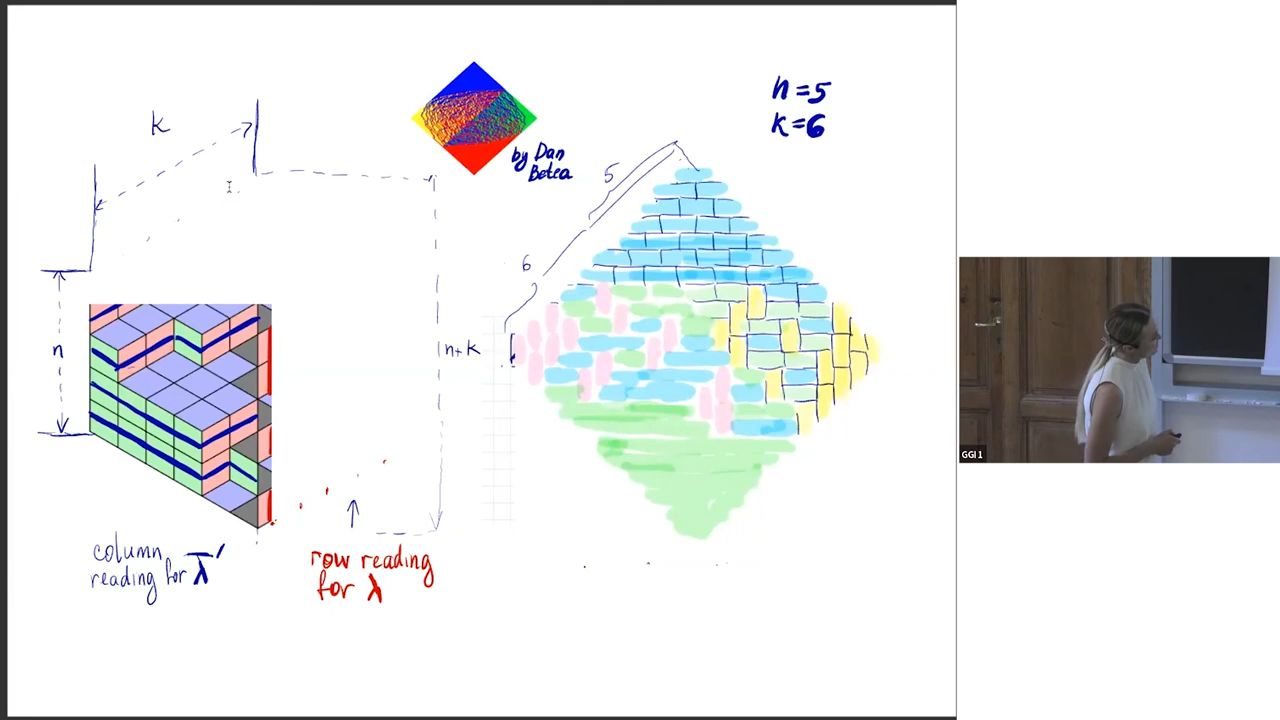 K
n
n+k
column
reading for λ̄′
row reading
for λ
by Dan
Betea
5
6
n=5
k=6
GGI 1